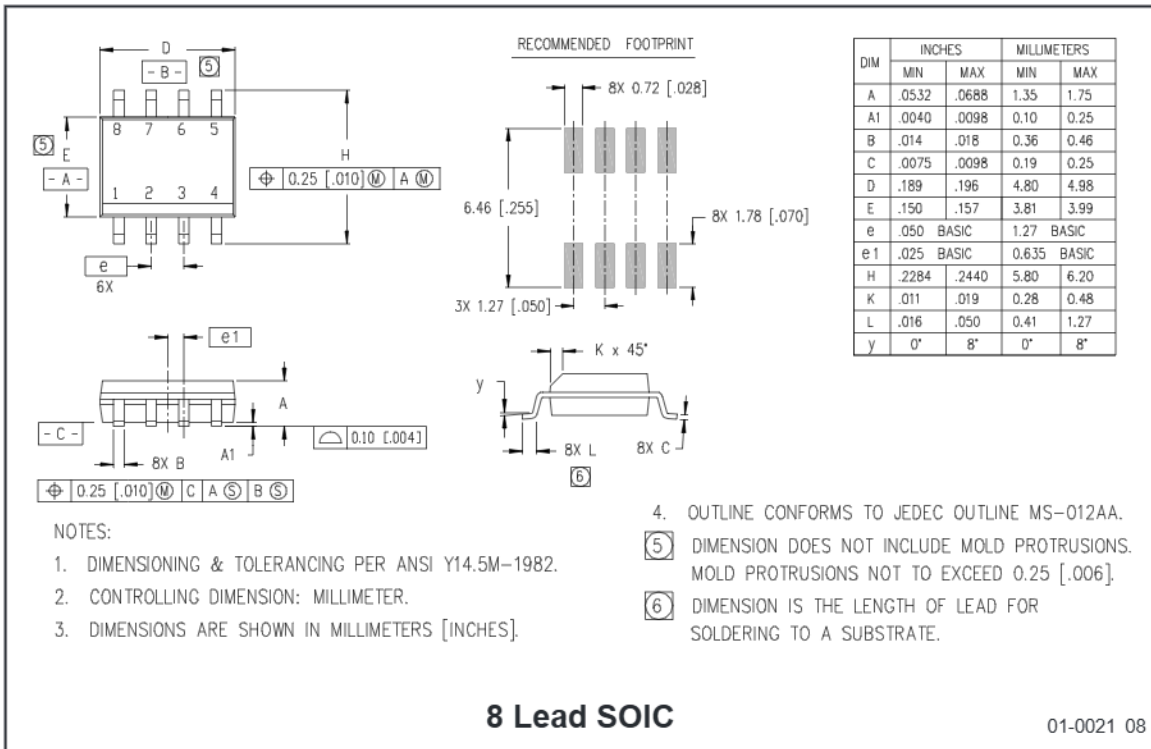 D
- B -
5
8 7 6 5
5
E
- A -
1 2 3 4
H
⌖ 0.25 [.010] Ⓜ A Ⓜ
e
6X
RECOMMENDED FOOTPRINT
8X 0.72 [.028]
6.46 [.255]
8X 1.78 [.070]
3X 1.27 [.050]
DIM INCHES MILLIMETERS
MIN MAX MIN MAX
A .0532 .0688 1.35 1.75
A1 .0040 .0098 0.10 0.25
B .014 .018 0.36 0.46
C .0075 .0098 0.19 0.25
D .189 .196 4.80 4.98
E .150 .157 3.81 3.99
e .050 BASIC 1.27 BASIC
e1 .025 BASIC 0.635 BASIC
H .2284 .2440 5.80 6.20
K .011 .019 0.28 0.48
L .016 .050 0.41 1.27
y 0° 8° 0° 8°
e1
A
- C -
8X B
A1
⌓ 0.10 [.004]
⌖ 0.25 [.010] Ⓜ C A Ⓢ B Ⓢ
K x 45°
y
8X L
6
8X C
NOTES:
1. DIMENSIONING & TOLERANCING PER ANSI Y14.5M-1982.
2. CONTROLLING DIMENSION: MILLIMETER.
3. DIMENSIONS ARE SHOWN IN MILLIMETERS [INCHES].
4. OUTLINE CONFORMS TO JEDEC OUTLINE MS-012AA.
5 DIMENSION DOES NOT INCLUDE MOLD PROTRUSIONS.
MOLD PROTRUSIONS NOT TO EXCEED 0.25 [.006].
6 DIMENSION IS THE LENGTH OF LEAD FOR
SOLDERING TO A SUBSTRATE.
8 Lead SOIC
01-0021 08